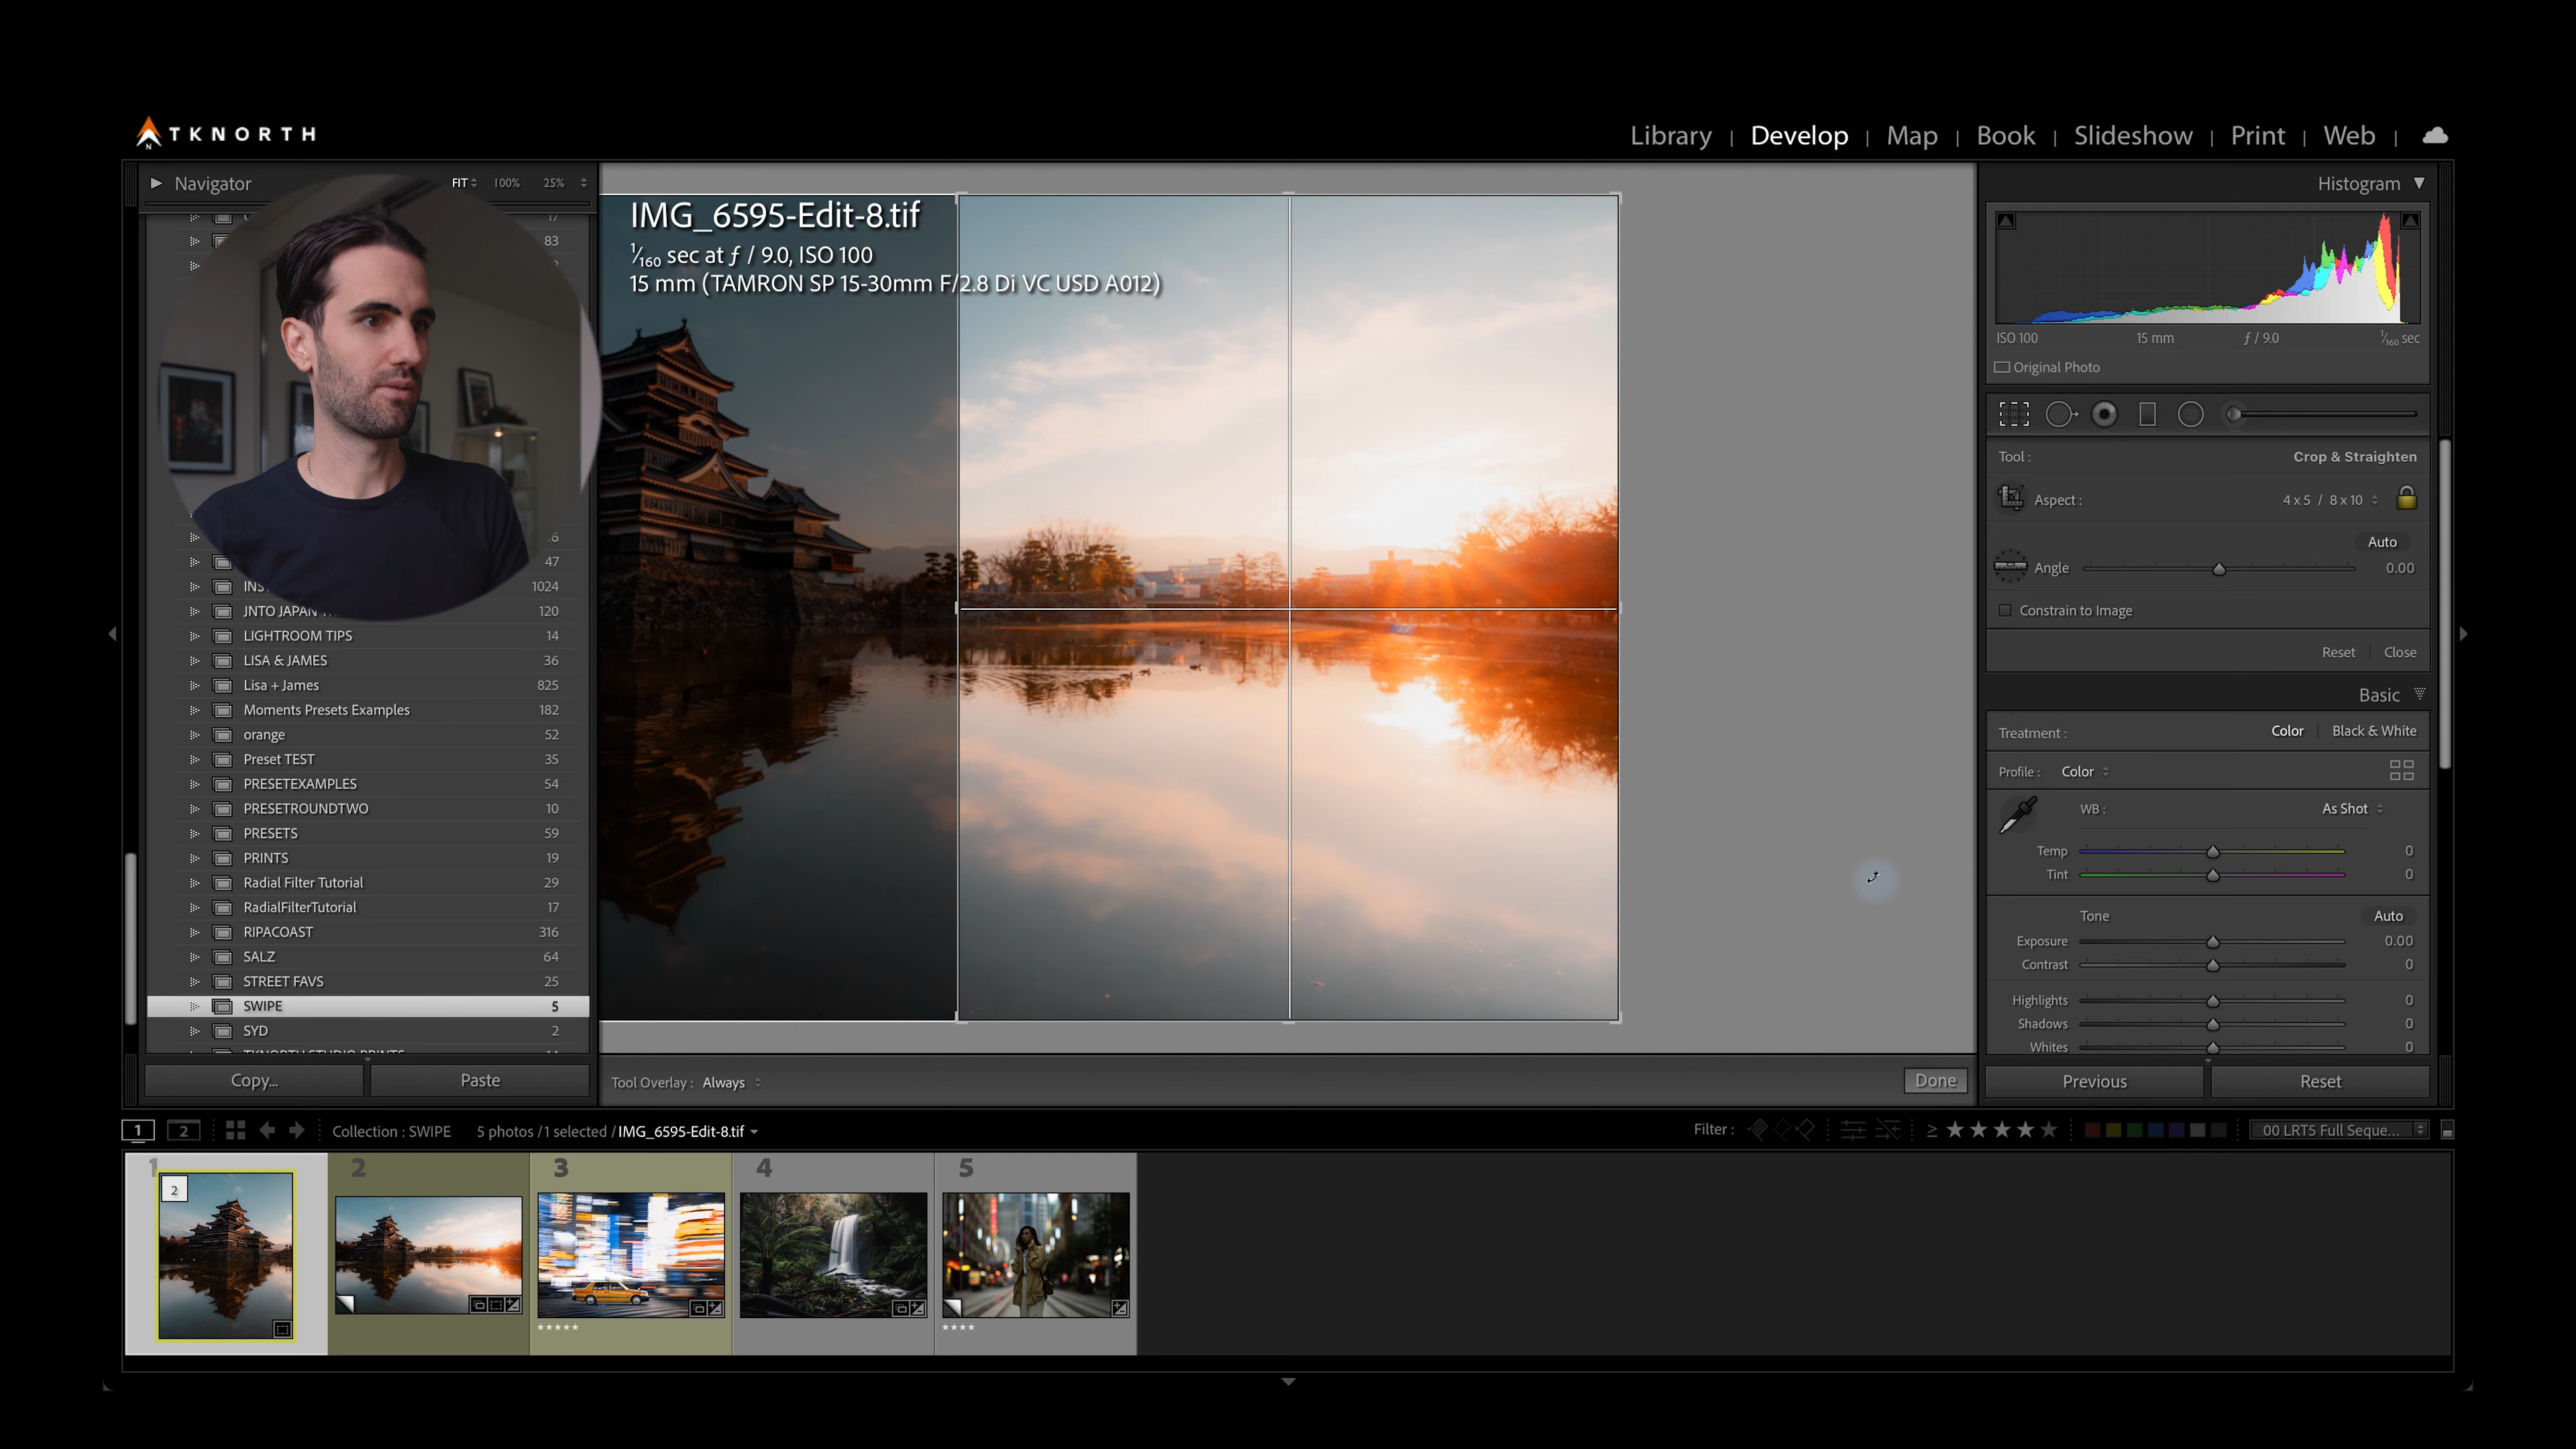 TKNORTH
Library | Develop | Map | Book | Slideshow | Print | Web |
Navigator
FIT 100% 25%
17
83
47
INS 1024
JNTO JAPAN 120
LIGHTROOM TIPS 14
LISA & JAMES 36
Lisa + James 825
Moments Presets Examples 182
orange 52
Preset TEST 35
PRESETEXAMPLES 54
PRESETROUNDTWO 10
PRESETS 59
PRINTS 19
Radial Filter Tutorial 29
RadialFilterTutorial 17
RIPACOAST 316
SALZ 64
STREET FAVS 25
SWIPE 5
SYD 2
Copy... Paste
IMG_6595-Edit-8.tif
1/160 sec at ƒ / 9.0, ISO 100
15 mm (TAMRON SP 15-30mm F/2.8 Di VC USD A012)
Tool Overlay : Always
Done
Histogram
ISO 100 15 mm ƒ / 9.0 1/160 sec
Original Photo
Tool : Crop & Straighten
Aspect : 4 x 5 / 8 x 10
Auto
Angle 0.00
Constrain to Image
Reset Close
Basic
Treatment : Color Black & White
Profile : Color
WB : As Shot
Temp 0
Tint 0
Tone Auto
Exposure 0.00
Contrast 0
Highlights 0
Shadows 0
Whites 0
Previous Reset
1 2 Collection : SWIPE 5 photos / 1 selected / IMG_6595-Edit-8.tif
Filter : ≥ ★★★★★ 00 LRT5 Full Seque...
1 2 3 4 5
2
★★★★★ ★★★★